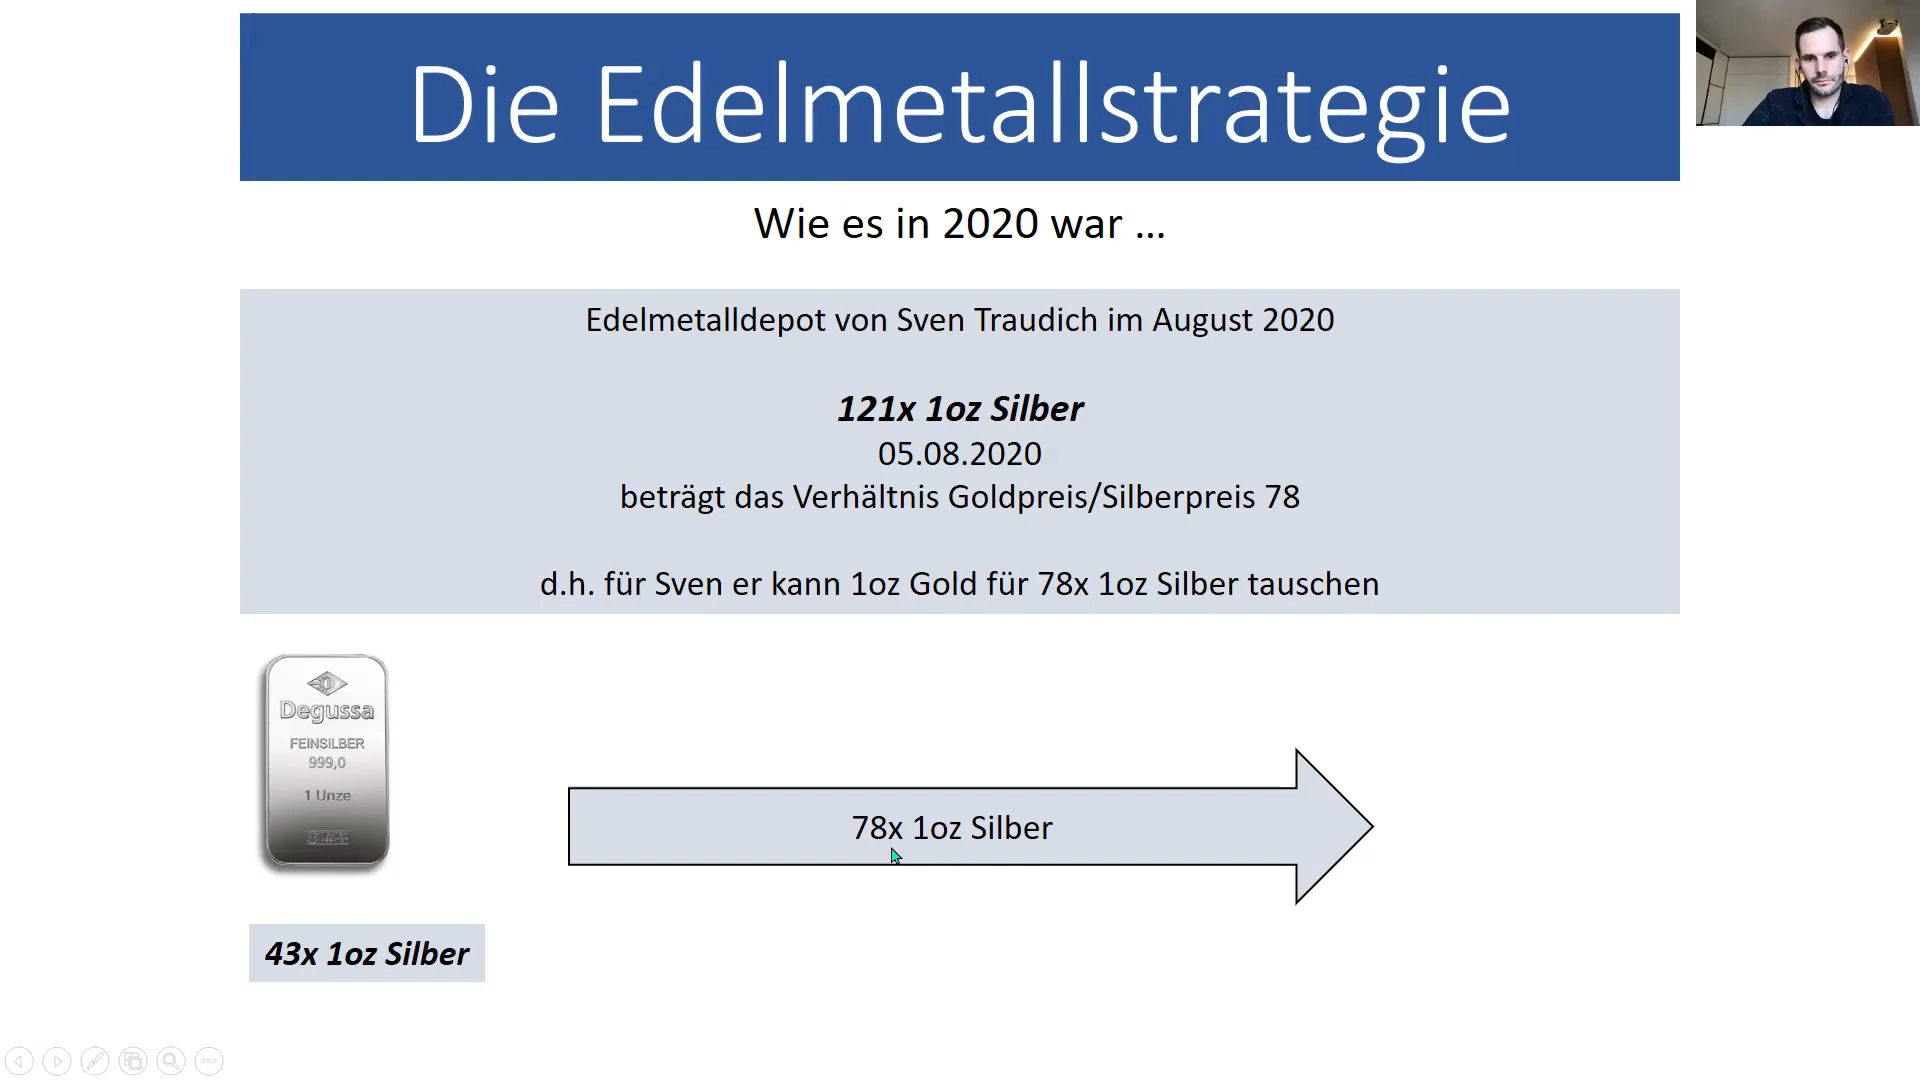 Die Edelmetallstrategie
Wie es in 2020 war ...
Edelmetalldepot von Sven Traudich im August 2020
121x 1oz Silber
05.08.2020
beträgt das Verhältnis Goldpreis/Silberpreis 78
d.h. für Sven er kann 1oz Gold für 78x 1oz Silber tauschen
Degussa
FEINSILBER
999,0
1 Unze
78x 1oz Silber
43x 1oz Silber